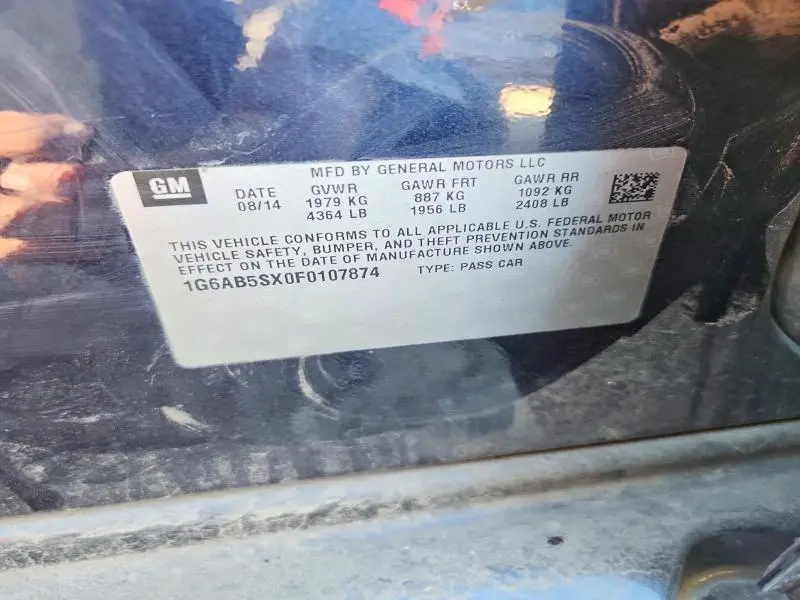 GM
MFD BY GENERAL MOTORS LLC
DATE GVWR GAWR FRT GAWR RR
08/14 1979 KG 887 KG 1092 KG
4364 LB 1956 LB 2408 LB
THIS VEHICLE CONFORMS TO ALL APPLICABLE U.S. FEDERAL MOTOR
VEHICLE SAFETY, BUMPER, AND THEFT PREVENTION STANDARDS IN
EFFECT ON THE DATE OF MANUFACTURE SHOWN ABOVE.
1G6AB5SX0F0107874 TYPE: PASS CAR